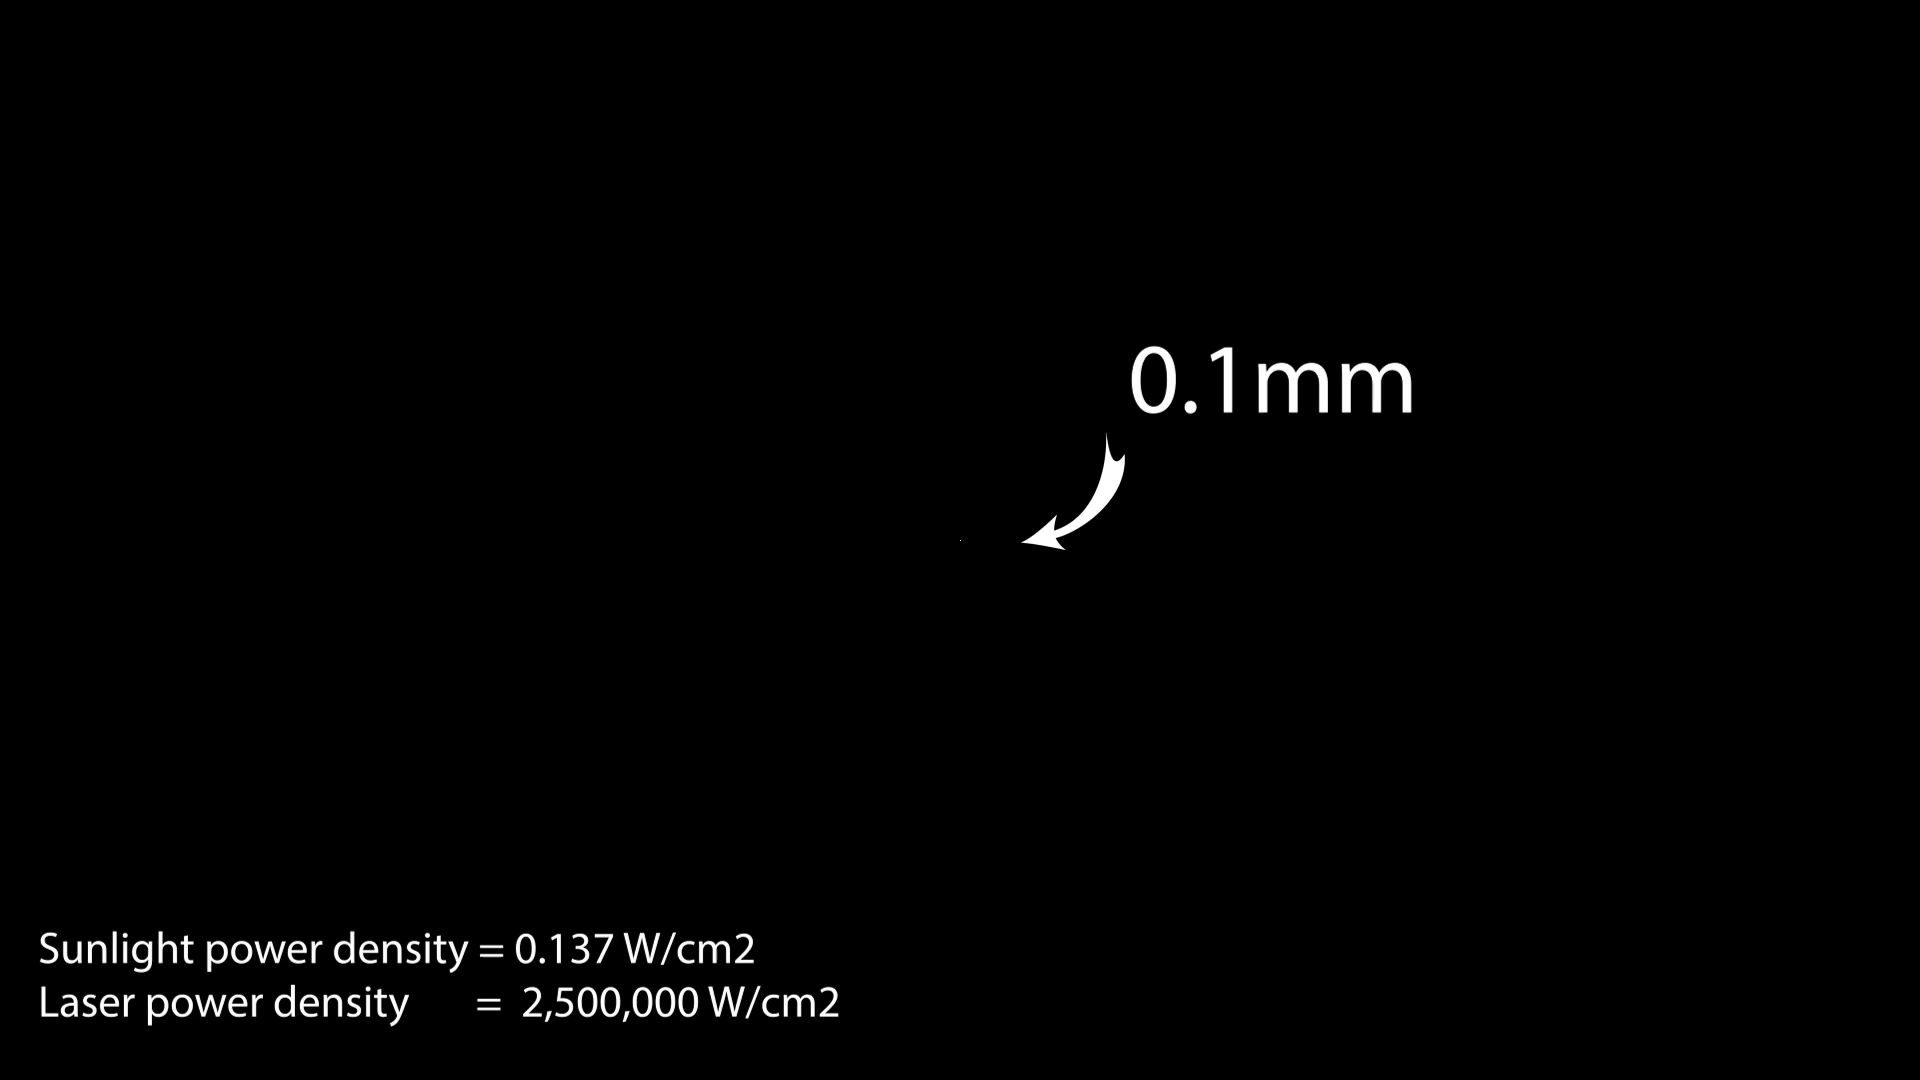 0.1mm
Sunlight power density = 0.137 W/cm2
Laser power density = 2,500,000 W/cm2